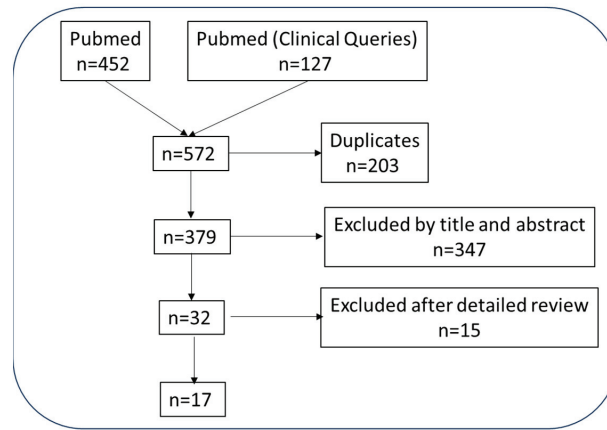 Pubmed
n=452
Pubmed (Clinical Queries)
n=127
n=572
Duplicates
n=203
n=379
Excluded by title and abstract
n=347
n=32
Excluded after detailed review
n=15
n=17